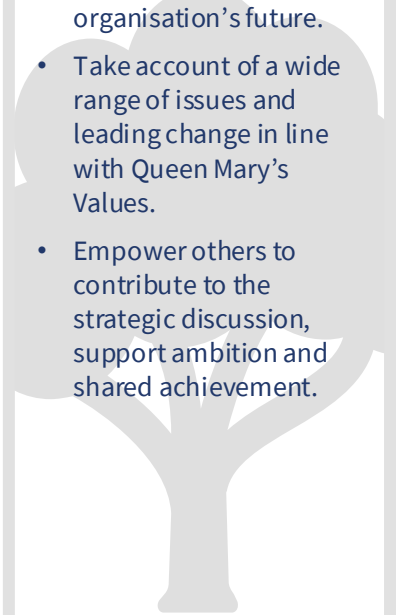 organisation’s future.
• Take account of a wide
range of issues and
leading change in line
with Queen Mary’s
Values.
• Empower others to
contribute to the
strategic discussion,
support ambition and
shared achievement.